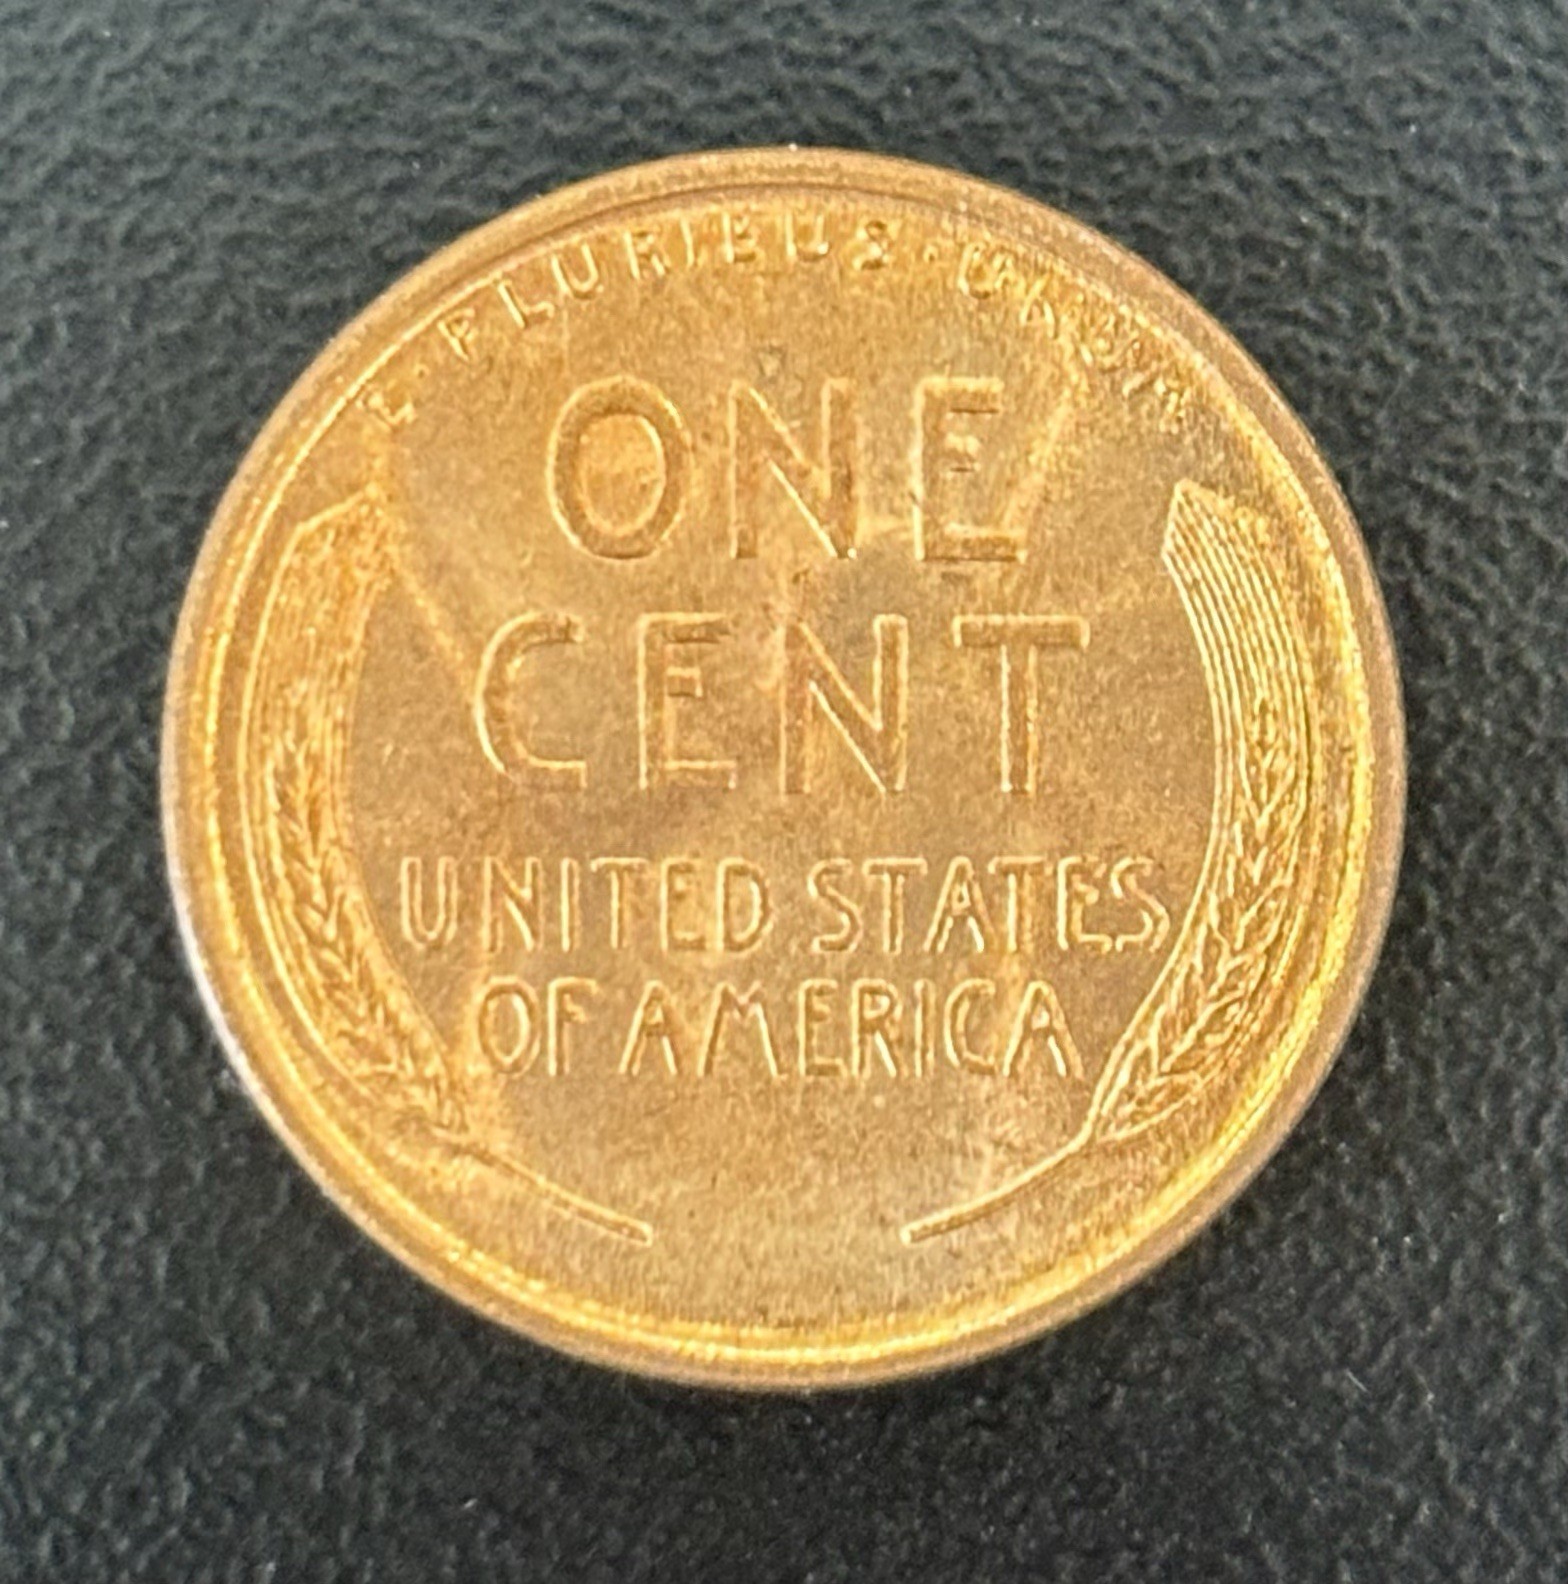 E·PLURIBUS·UNUM
ONE
CENT
UNITED STATES
OF AMERICA